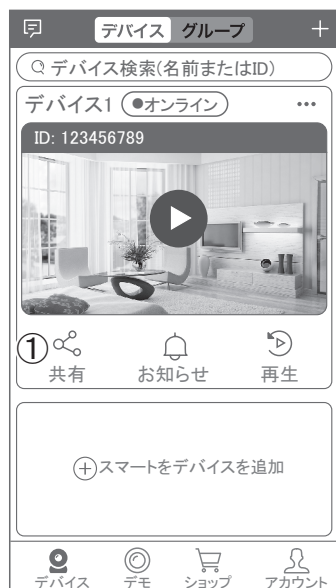 デバイス グループ
デバイス検索(名前またはID)
デバイス1 ●オンライン
ID: 123456789
①
共有 お知らせ 再生
スマートをデバイスを追加
デバイス デモ ショップ アカウント